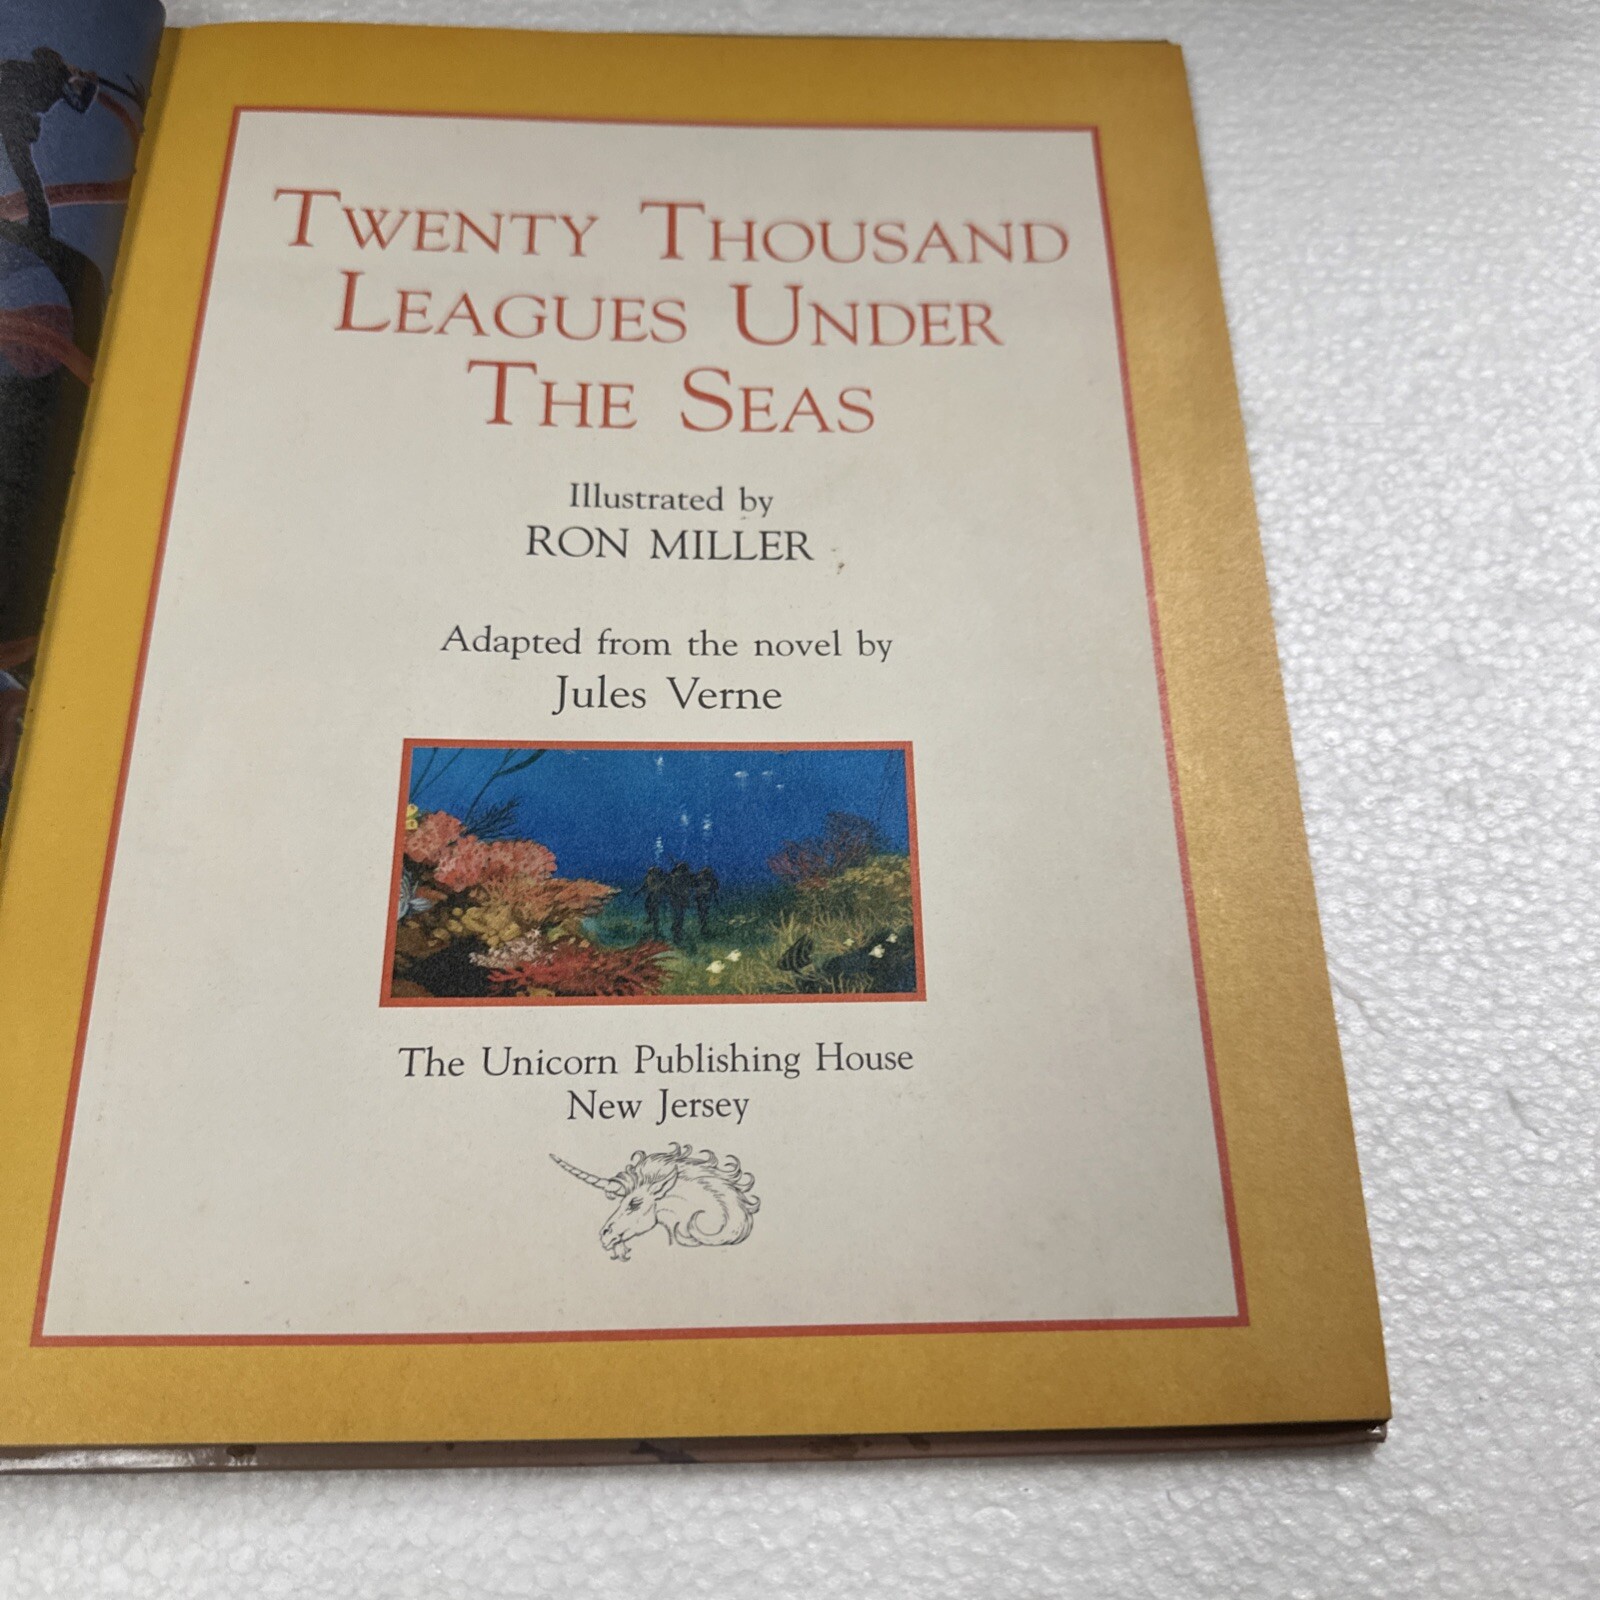 TWENTY THOUSAND
LEAGUES UNDER
THE SEAS
Illustrated by
RON MILLER
Adapted from the novel by
Jules Verne
The Unicorn Publishing House
New Jersey